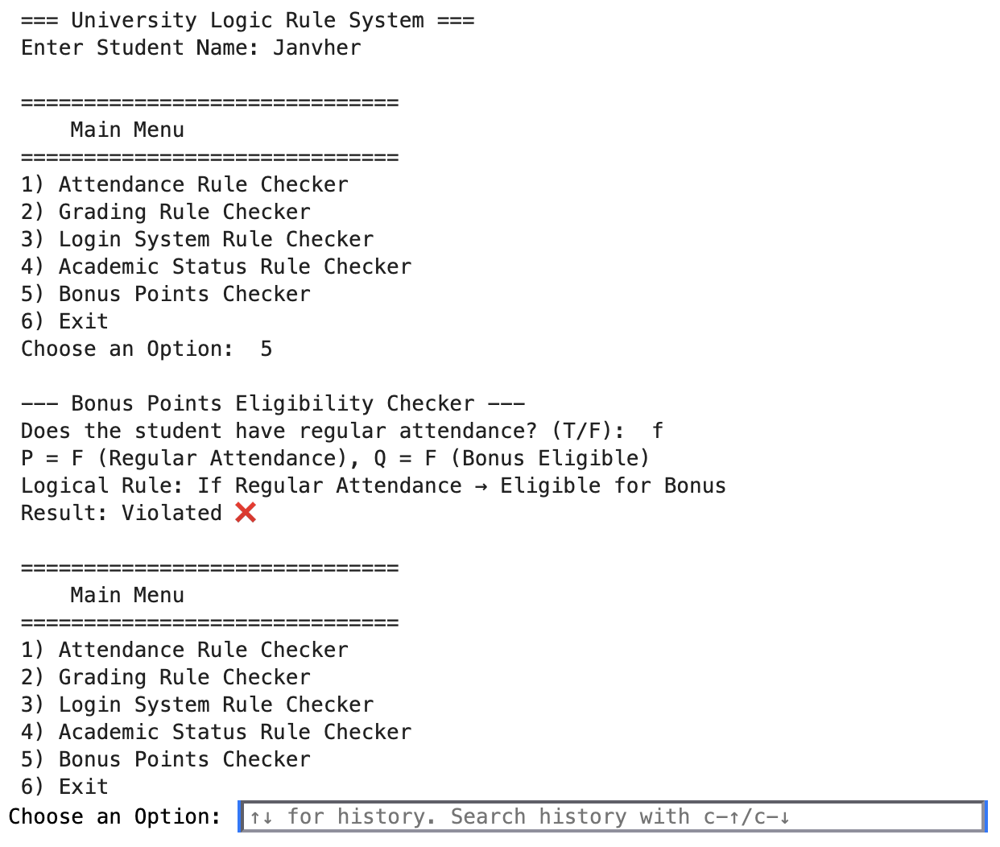 === University Logic Rule System ===
Enter Student Name: Janvher
==============================
Main Menu
==============================
1) Attendance Rule Checker
2) Grading Rule Checker
3) Login System Rule Checker
4) Academic Status Rule Checker
5) Bonus Points Checker
6) Exit
Choose an Option:  5
--- Bonus Points Eligibility Checker ---
Does the student have regular attendance? (T/F):  f
P = F (Regular Attendance), Q = F (Bonus Eligible)
Logical Rule: If Regular Attendance → Eligible for Bonus
Result: Violated ❌
==============================
Main Menu
==============================
1) Attendance Rule Checker
2) Grading Rule Checker
3) Login System Rule Checker
4) Academic Status Rule Checker
5) Bonus Points Checker
6) Exit
Choose an Option: ↑↓ for history. Search history with c-↑/c-↓